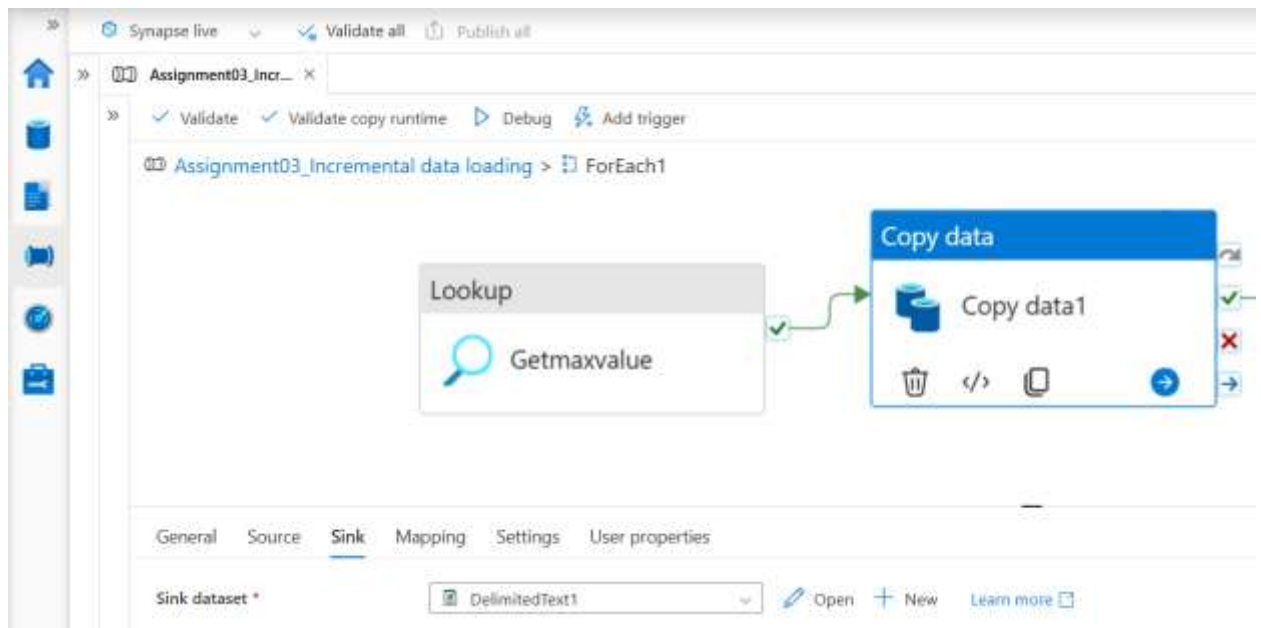 Synapse live Validate all Publish all
Assignment03_Incr...
Validate Validate copy runtime Debug Add trigger
Assignment03_Incremental data loading > ForEach1
Copy data
Lookup
Copy data1
Getmaxvalue
General Source Sink Mapping Settings User properties
Sink dataset * DelimitedText1 Open New Learn more